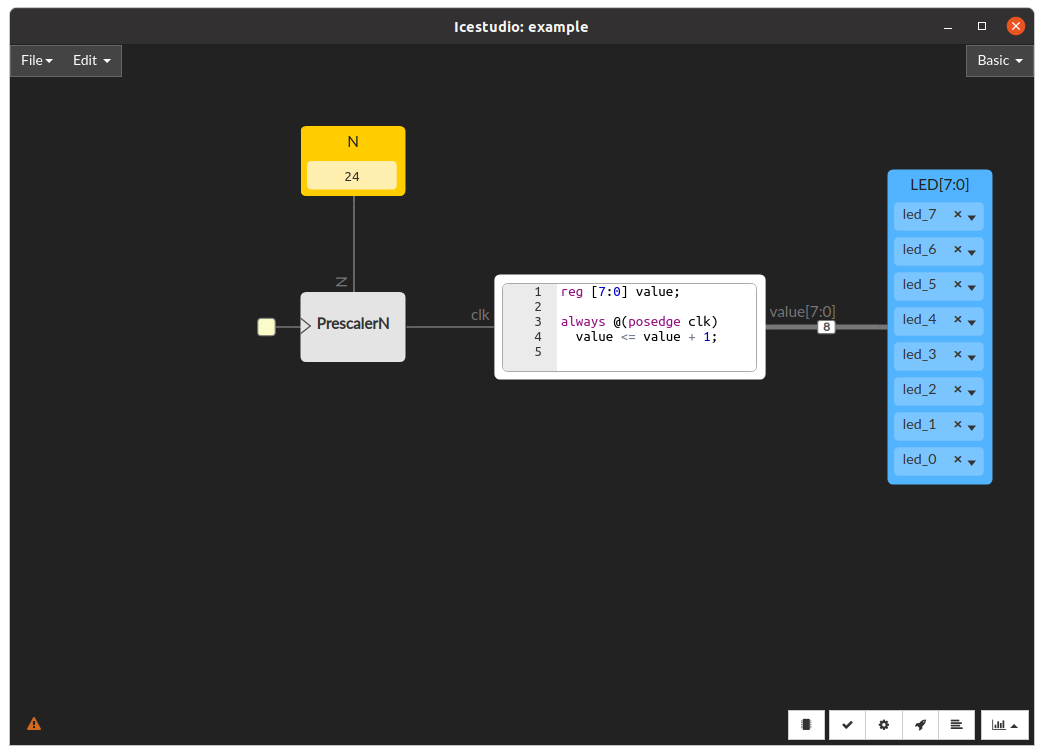 Icestudio: example
File Edit Basic
N
24
N
PrescalerN
clk
1 reg [7:0] value;
2
3 always @(posedge clk)
4 value <= value + 1;
5
value[7:0]
8
LED[7:0]
led_7
led_6
led_5
led_4
led_3
led_2
led_1
led_0